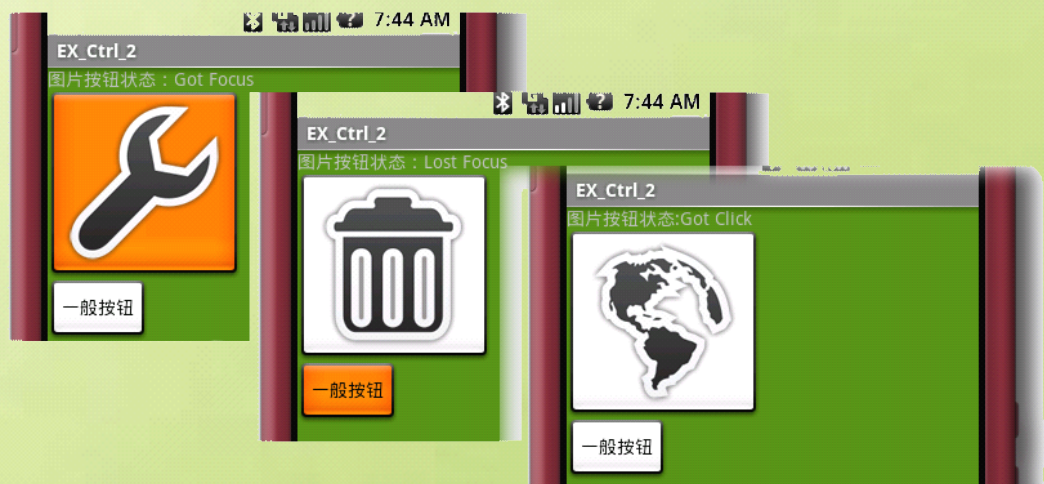 7:44 AM
EX_Ctrl_2
图片按钮状态：Got Focus
一般按钮
7:44 AM
EX_Ctrl_2
图片按钮状态：Lost Focus
一般按钮
EX_Ctrl_2
图片按钮状态:Got Click
一般按钮